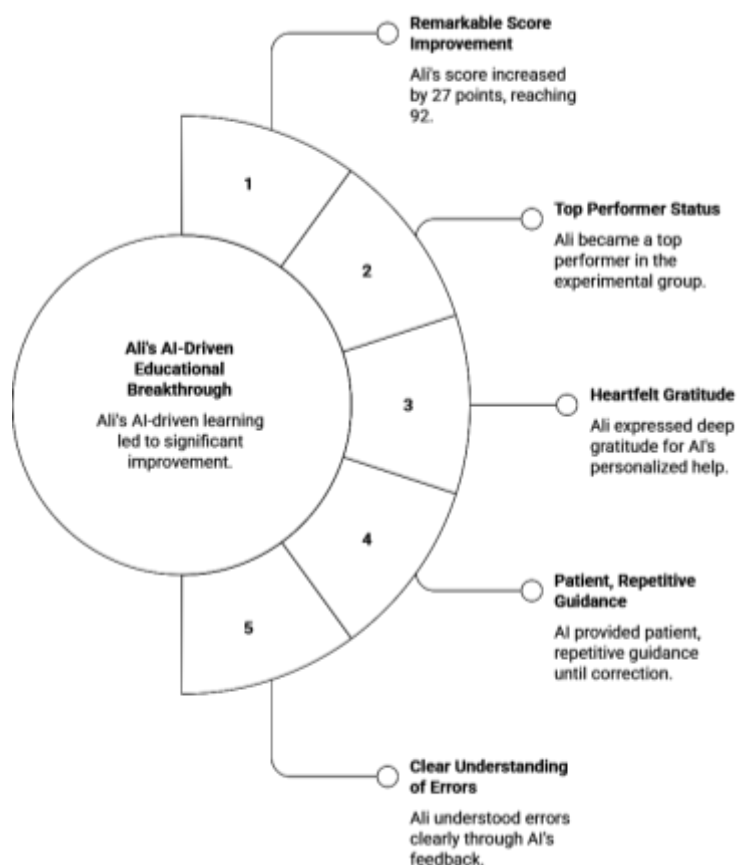 Remarkable Score
Improvement
Ali's score increased
by 27 points, reaching
92.
1
Top Performer Status
Ali became a top
performer in the
experimental group.
2
Ali's AI-Driven
Educational
Breakthrough
Ali's AI-driven learning
led to significant
improvement.
3
Heartfelt Gratitude
Ali expressed deep
gratitude for AI's
personalized help.
4
Patient, Repetitive
Guidance
AI provided patient,
repetitive guidance
until correction.
5
Clear Understanding
of Errors
Ali understood errors
clearly through AI's
feedback.